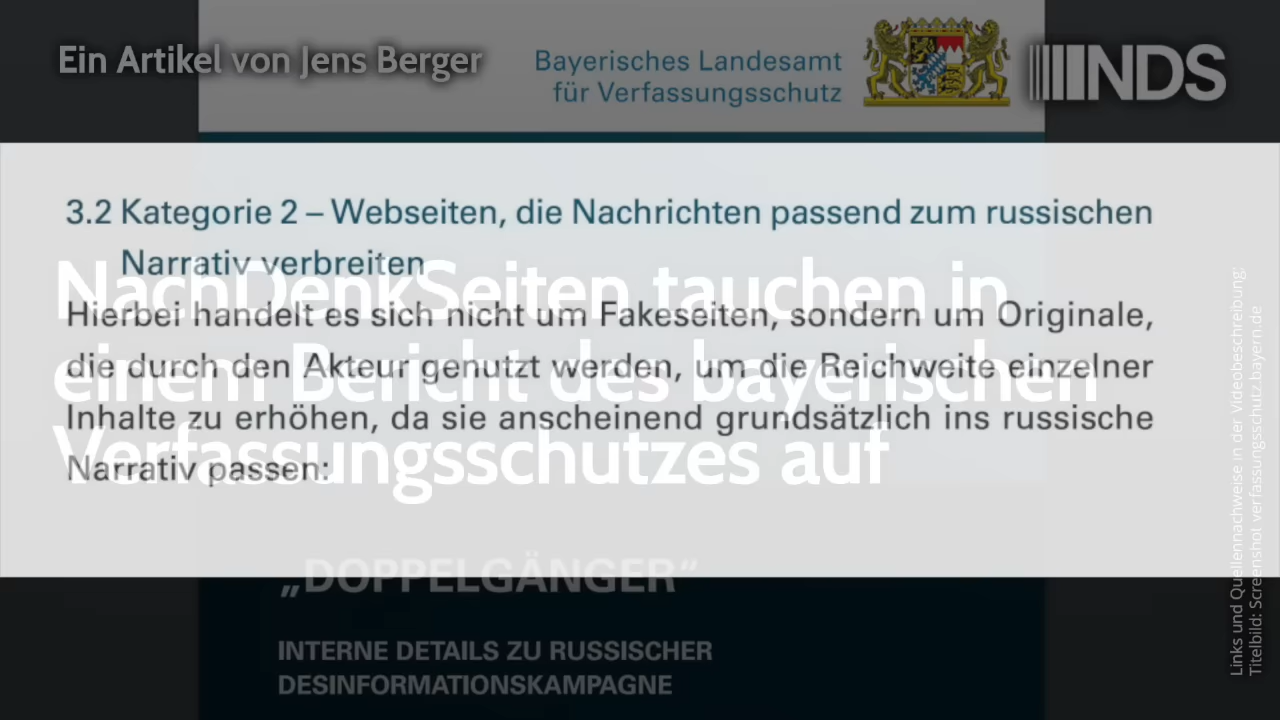 Ein Artikel von Jens Berger
Bayerisches Landesamt
für Verfassungsschutz
NDS
3.2 Kategorie 2 – Webseiten, die Nachrichten passend zum russischen
Narrativ verbreiten
Hierbei handelt es sich nicht um Fakeseiten, sondern um Originale,
die durch den Akteur genutzt werden, um die Reichweite einzelner
Inhalte zu erhöhen, da sie anscheinend grundsätzlich ins russische
Narrativ passen:
NachDenkSeiten tauchen in
einem Bericht des bayerischen
Verfassungsschutzes auf
„DOPPELGÄNGER“
INTERNE DETAILS ZU RUSSISCHER
DESINFORMATIONSKAMPAGNE
Links und Quellennachweise in der Videobeschreibung;
Titelbild: Screenshot verfassungsschutz.bayern.de